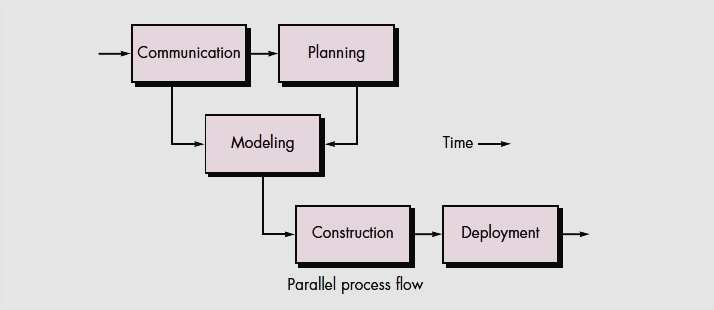 Communication
Planning
Modeling
Time
Construction
Deployment
Parallel process flow